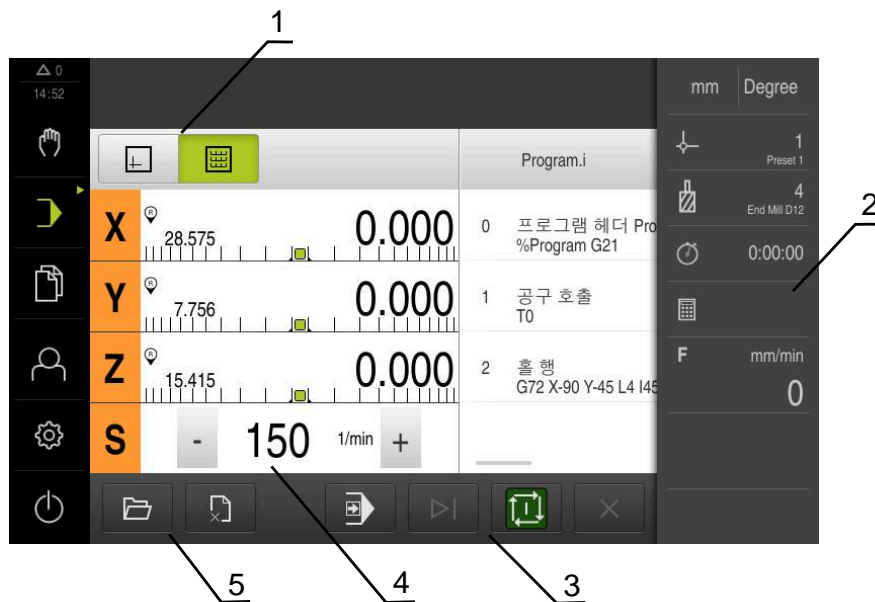 1
△ 0
14:52
mm Degree
Program.i
1
Preset 1
X
R
28.575
0.000
0 프로그램 헤더 Pro
%Program G21
4
End Mill D12
2
0:00:00
Y
R
7.756
0.000
1 공구 호출
T0
Z
R
15.415
0.000
2 홀 행
G72 X-90 Y-45 L4 I45
F mm/min
0
S - 150 1/min +
5
4
3